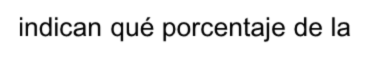 indican qué porcentaje de la